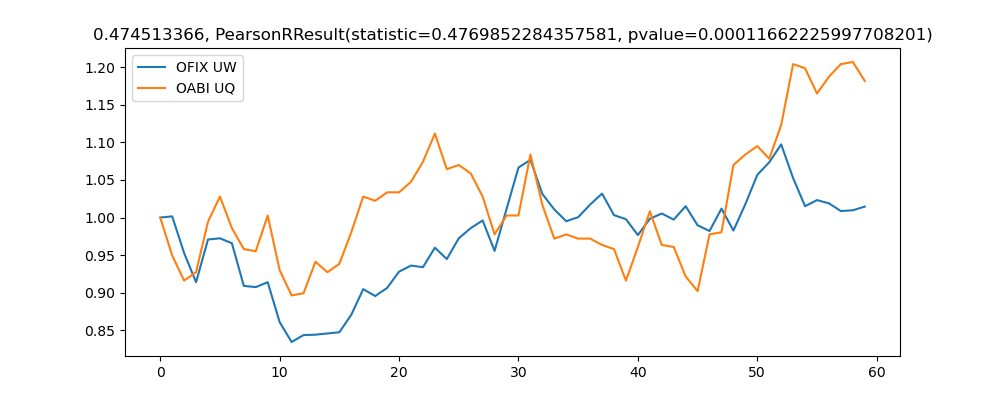 0.474513366, PearsonRResult(statistic=0.4769852284357581, pvalue=0.00011662225997708201)
OFIX UW
OABI UQ
1.20
1.15
1.10
1.05
1.00
0.95
0.90
0.85
0 10 20 30 40 50 60